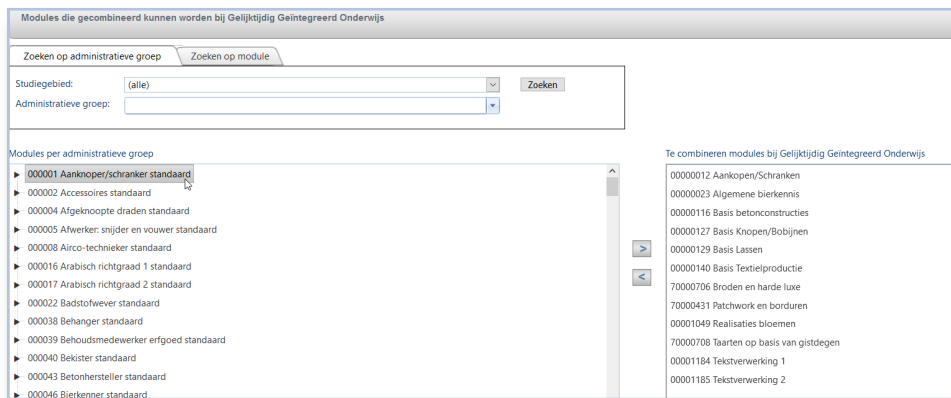 Modules die gecombineerd kunnen worden bij Gelijktijdig Geïntegreerd Onderwijs
Zoeken op administratieve groep
Zoeken op module
Studiegebied:
(alle)
Zoeken
Administratieve groep:
Modules per administratieve groep
000001 Aanknoper/schranker standaard
000002 Accessoires standaard
000004 Afgeknoopte draden standaard
000005 Afwerker: snijder en vouwer standaard
000008 Airco-technieker standaard
000016 Arabisch richtgraad 1 standaard
000017 Arabisch richtgraad 2 standaard
000022 Badstofwever standaard
000038 Behanger standaard
000039 Behoudsmedewerker erfgoed standaard
000040 Bekister standaard
000043 Betonhersteller standaard
000046 Bierkenner standaard
>
<
Te combineren modules bij Gelijktijdig Geïntegreerd Onderwijs
00000012 Aankopen/Schranken
00000023 Algemene bierkennis
00000116 Basis betonconstructies
00000127 Basis Knopen/Bobijnen
00000129 Basis Lassen
00000140 Basis Textielproductie
70000706 Broden en harde luxe
70000431 Patchwork en borduren
00001049 Realisaties bloemen
70000708 Taarten op basis van gistdegen
00001184 Tekstverwerking 1
00001185 Tekstverwerking 2